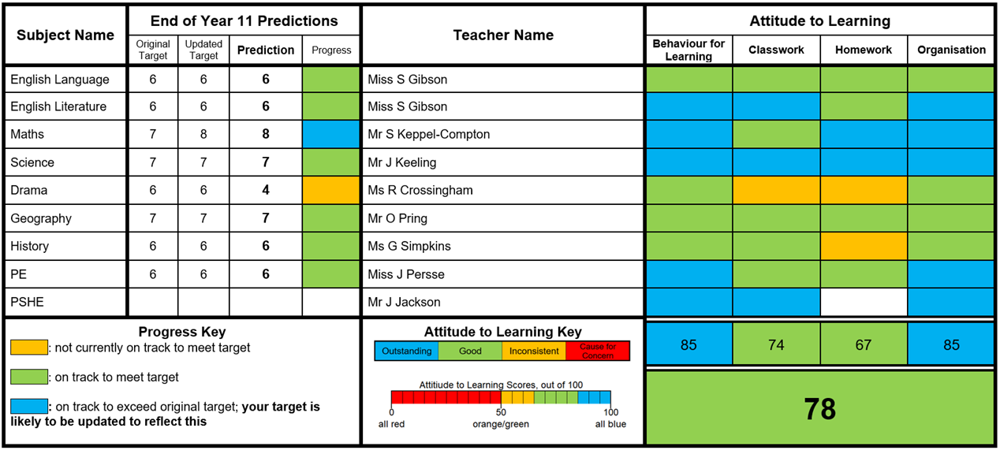 Subject Name End of Year 11 Predictions Teacher Name Attitude to Learning
Original Target Updated Target Prediction Progress Behaviour for Learning Classwork Homework Organisation
English Language 6 6 6 Miss S Gibson
English Literature 6 6 6 Miss S Gibson
Maths 7 8 8 Mr S Keppel-Compton
Science 7 7 7 Mr J Keeling
Drama 6 6 4 Ms R Crossingham
Geography 7 7 7 Mr O Pring
History 6 6 6 Ms G Simpkins
PE 6 6 6 Miss J Persse
PSHE Mr J Jackson
Progress Key
: not currently on track to meet target
: on track to meet target
: on track to exceed original target; your target is
likely to be updated to reflect this
Attitude to Learning Key
Outstanding Good Inconsistent Cause for Concern
Attitiude to Learning Scores, out of 100
0 50 100
all red orange/green all blue
85 74 67 85
78